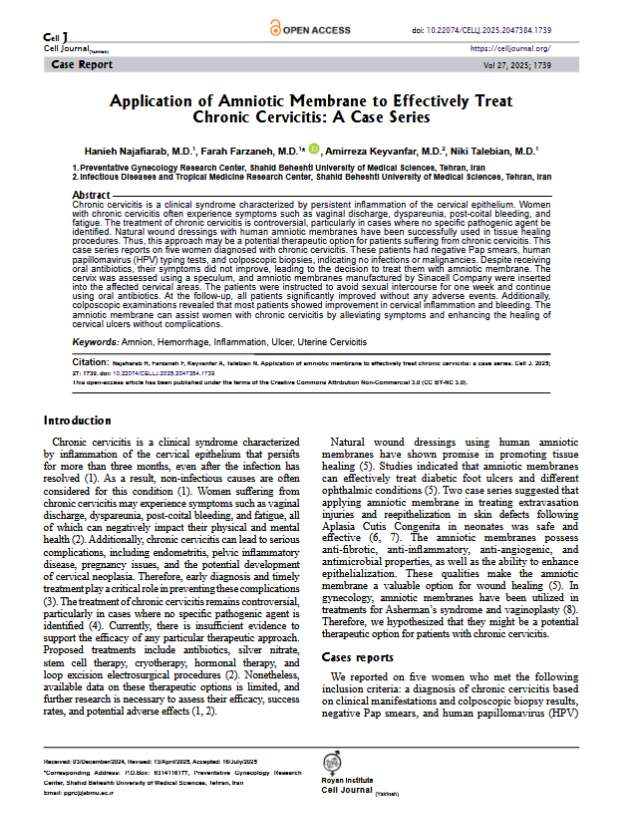 Cell J
Cell Journal (Yakhteh)
OPEN ACCESS
doi: 10.22074/CELLJ.2025.2047384.1739
https://celljournal.org/
Case Report
Vol 27, 2025; 1739
Application of Amniotic Membrane to Effectively Treat
Chronic Cervicitis: A Case Series
Hanieh Najafiarab, M.D.¹, Farah Farzaneh, M.D.¹* iD, Amirreza Keyvanfar, M.D.², Niki Talebian, M.D.¹
1. Preventative Gynecology Research Center, Shahid Beheshti University of Medical Sciences, Tehran, Iran
2. Infectious Diseases and Tropical Medicine Research Center, Shahid Beheshti University of Medical Sciences, Tehran, Iran
Abstract
Chronic cervicitis is a clinical syndrome characterized by persistent inflammation of the cervical epithelium. Women
with chronic cervicitis often experience symptoms such as vaginal discharge, dyspareunia, post-coital bleeding, and
fatigue. The treatment of chronic cervicitis is controversial, particularly in cases where no specific pathogenic agent be
identified. Natural wound dressings with human amniotic membranes have been successfully used in tissue healing
procedures. Thus, this approach may be a potential therapeutic option for patients suffering from chronic cervicitis. This
case series reports on five women diagnosed with chronic cervicitis. These patients had negative Pap smears, human
papillomavirus (HPV) typing tests, and colposcopic biopsies, indicating no infections or malignancies. Despite receiving
oral antibiotics, their symptoms did not improve, leading to the decision to treat them with amniotic membrane. The
cervix was assessed using a speculum, and amniotic membranes manufactured by Sinacell Company were inserted
into the affected cervical areas. The patients were instructed to avoid sexual intercourse for one week and continue
using oral antibiotics. At the follow-up, all patients significantly improved without any adverse events. Additionally,
colposcopic examinations revealed that most patients showed improvement in cervical inflammation and bleeding. The
amniotic membrane can assist women with chronic cervicitis by alleviating symptoms and enhancing the healing of
cervical ulcers without complications.
Keywords: Amnion, Hemorrhage, Inflammation, Ulcer, Uterine Cervicitis
Citation: Najafiarab H, Farzaneh F, Keyvanfar A, Talebian N. Application of amniotic membrane to effectively treat chronic cervicitis: a case series. Cell J. 2025;
27: 1739. doi: 10.22074/CELLJ.2025.2047384.1739
This open-access article has been published under the terms of the Creative Commons Attribution Non-Commercial 3.0 (CC BY-NC 3.0).
Introduction
Chronic cervicitis is a clinical syndrome characterized
by inflammation of the cervical epithelium that persists
for more than three months, even after the infection has
resolved (1). As a result, non-infectious causes are often
considered for this condition (1). Women suffering from
chronic cervicitis may experience symptoms such as vaginal
discharge, dyspareunia, post-coital bleeding, and fatigue, all
of which can negatively impact their physical and mental
health (2). Additionally, chronic cervicitis can lead to serious
complications, including endometritis, pelvic inflammatory
disease, pregnancy issues, and the potential development
of cervical neoplasia. Therefore, early diagnosis and timely
treatment play a critical role in preventing these complications
(3). The treatment of chronic cervicitis remains controversial,
particularly in cases where no specific pathogenic agent is
identified (4). Currently, there is insufficient evidence to
support the efficacy of any particular therapeutic approach.
Proposed treatments include antibiotics, silver nitrate,
stem cell therapy, cryotherapy, hormonal therapy, and
loop excision electrosurgical procedures (2). Nonetheless,
available data on these therapeutic options is limited, and
further research is necessary to assess their efficacy, success
rates, and potential adverse effects (1, 2).
Natural wound dressings using human amniotic
membranes have shown promise in promoting tissue
healing (5). Studies indicated that amniotic membranes
can effectively treat diabetic foot ulcers and different
ophthalmic conditions (5). Two case series suggested that
applying amniotic membrane in treating extravasation
injuries and reepithelization in skin defects following
Aplasia Cutis Congenita in neonates was safe and
effective (6, 7). The amniotic membranes possess
anti-fibrotic, anti-inflammatory, anti-angiogenic, and
antimicrobial properties, as well as the ability to enhance
epithelialization. These qualities make the amniotic
membrane a valuable option for wound healing (5). In
gynecology, amniotic membranes have been utilized in
treatments for Asherman's syndrome and vaginoplasty (8).
Therefore, we hypothesized that they might be a potential
therapeutic option for patients with chronic cervicitis.
Cases reports
We reported on five women who met the following
inclusion criteria: a diagnosis of chronic cervicitis based
on clinical manifestations and colposcopic biopsy results,
negative Pap smears, and human papillomavirus (HPV)
Received: 03/December/2024, Revised: 13/April/2025, Accepted: 16/July/2025
*Corresponding Address: P.O.Box: 6314116177, Preventative Gynecology Research
Center, Shahid Beheshti University of Medical Sciences, Tehran, Iran
Email: pgrc@sbmu.ac.ir
Royan Institute
Cell Journal (Yakhteh)